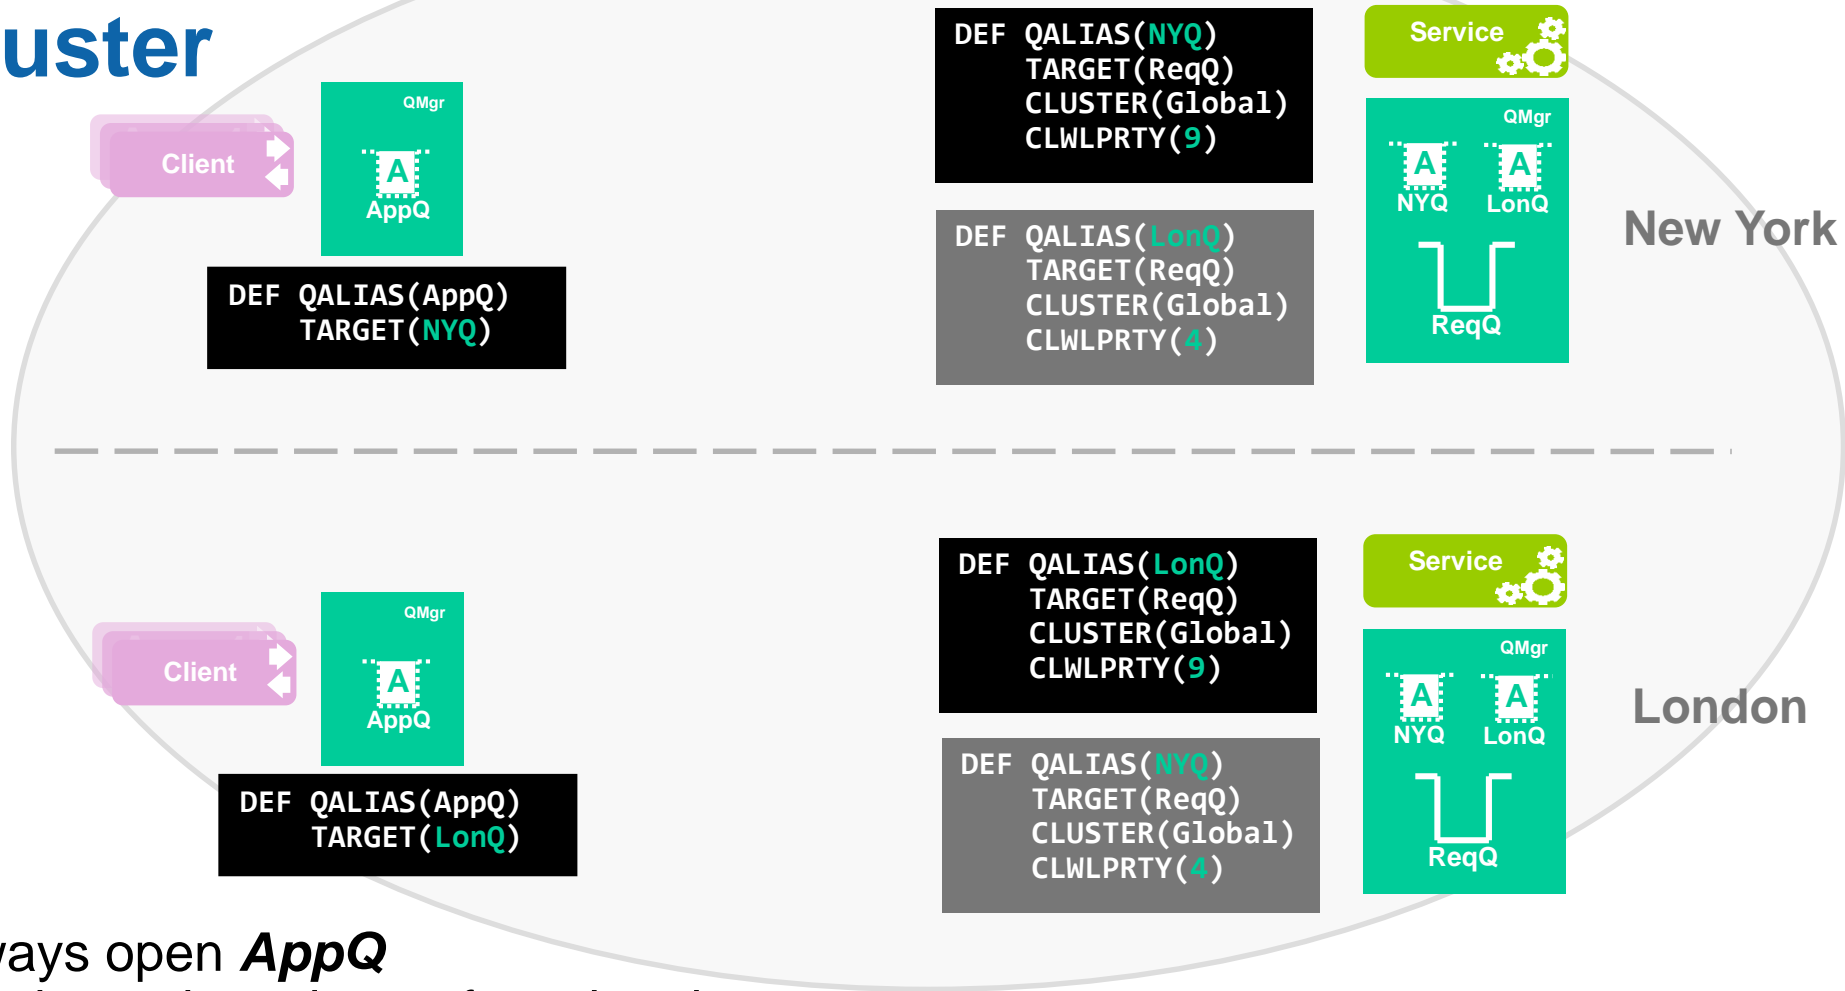 uster
DEF QALIAS(NYQ)
TARGET(ReqQ)
CLUSTER(Global)
CLWLPRTY(9)
Service
QMgr
Client
A
AppQ
QMgr
A
NYQ
A
LonQ
ReqQ
New York
DEF QALIAS(LonQ)
TARGET(ReqQ)
CLUSTER(Global)
CLWLPRTY(4)
DEF QALIAS(AppQ)
TARGET(NYQ)
DEF QALIAS(LonQ)
TARGET(ReqQ)
CLUSTER(Global)
CLWLPRTY(9)
Service
QMgr
Client
A
AppQ
QMgr
A
NYQ
A
LonQ
ReqQ
London
DEF QALIAS(NYQ)
TARGET(ReqQ)
CLUSTER(Global)
CLWLPRTY(4)
DEF QALIAS(AppQ)
TARGET(LonQ)
ways open AppQ